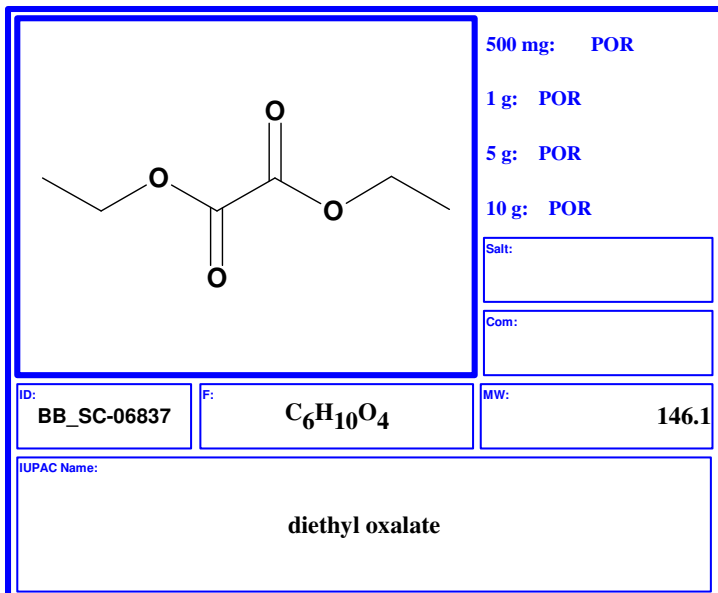 500 mg: POR
1 g: POR
5 g: POR
10 g: POR
O
O
O
O
Salt:
Com:
ID:
BB_SC-06837
F:
C6H10O4
MW:
146.1
IUPAC Name:
diethyl oxalate